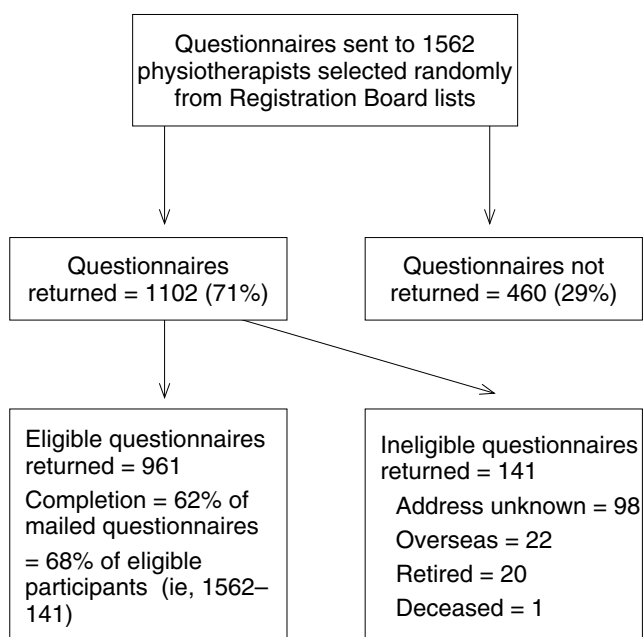 Questionnaires sent to 1562
physiotherapists selected randomly
from Registration Board lists
Questionnaires
returned = 1102 (71%)
Questionnaires not
returned = 460 (29%)
Eligible questionnaires
returned = 961
Completion = 62% of
mailed questionnaires
= 68% of eligible
participants (ie, 1562–
141)
Ineligible questionnaires
returned = 141
Address unknown = 98
Overseas = 22
Retired = 20
Deceased = 1